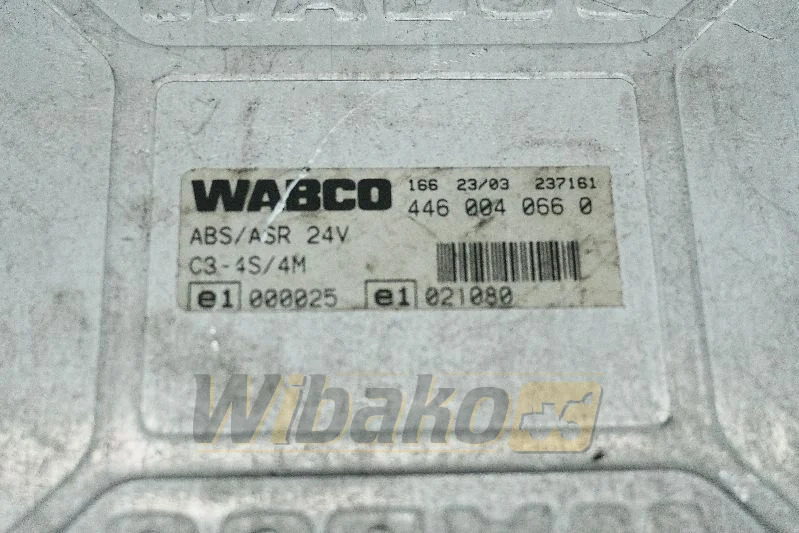 WABCO 166 23/03 237161
446 004 066 0
ABS/ASR 24V
C3-4S/4M
e1 000025 e1 021080
Wibako